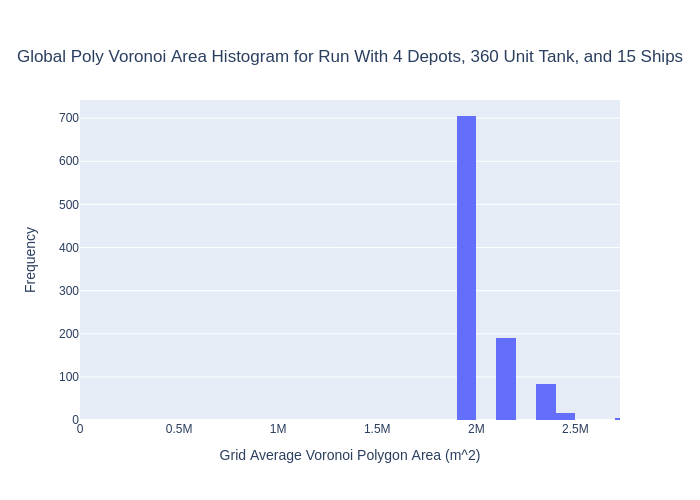 Global Poly Voronoi Area Histogram for Run With 4 Depots, 360 Unit Tank, and 15 Ships
700
600
500
400
300
200
100
0
Frequency
0 0.5M 1M 1.5M 2M 2.5M
Grid Average Voronoi Polygon Area (m^2)